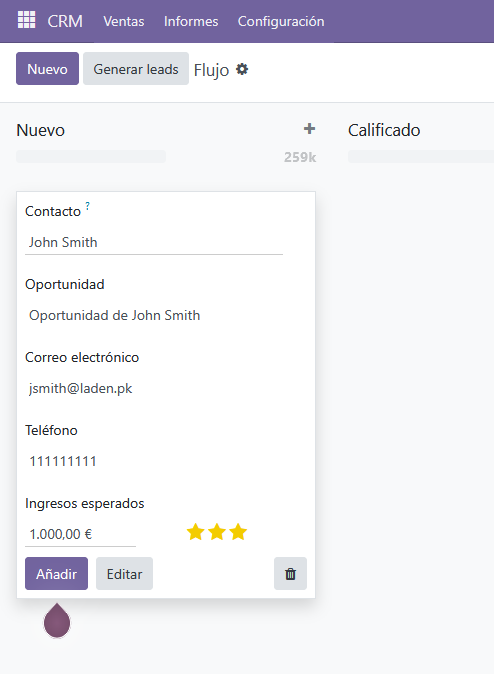 CRM Ventas Informes Configuración
Nuevo Generar leads Flujo
Nuevo + Calificado
259k
Contacto ?
John Smith
Oportunidad
Oportunidad de John Smith
Correo electrónico
jsmith@laden.pk
Teléfono
111111111
Ingresos esperados
1.000,00 €
Añadir Editar